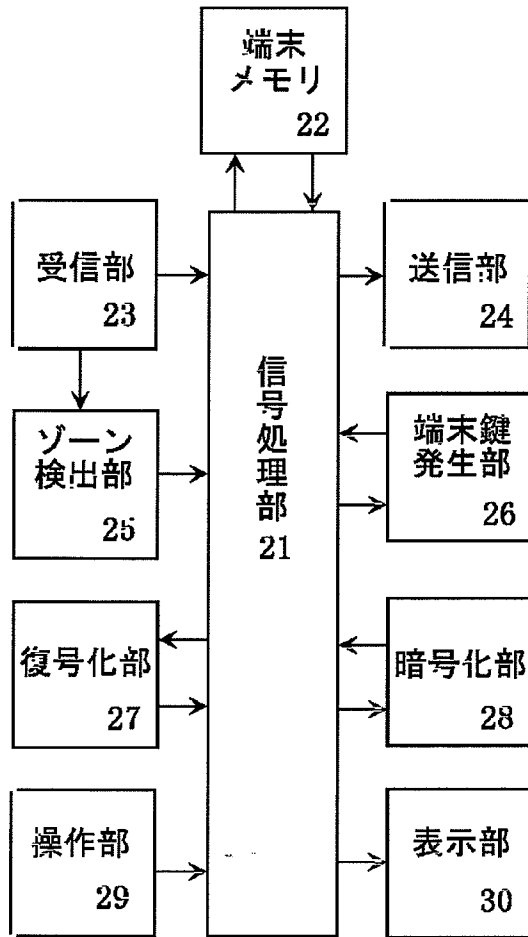 端末
メモリ
22
受信部
23
送信部
24
信号処理部
21
ゾーン
検出部
25
端末鍵
発生部
26
復号化部
27
暗号化部
28
操作部
29
表示部
30